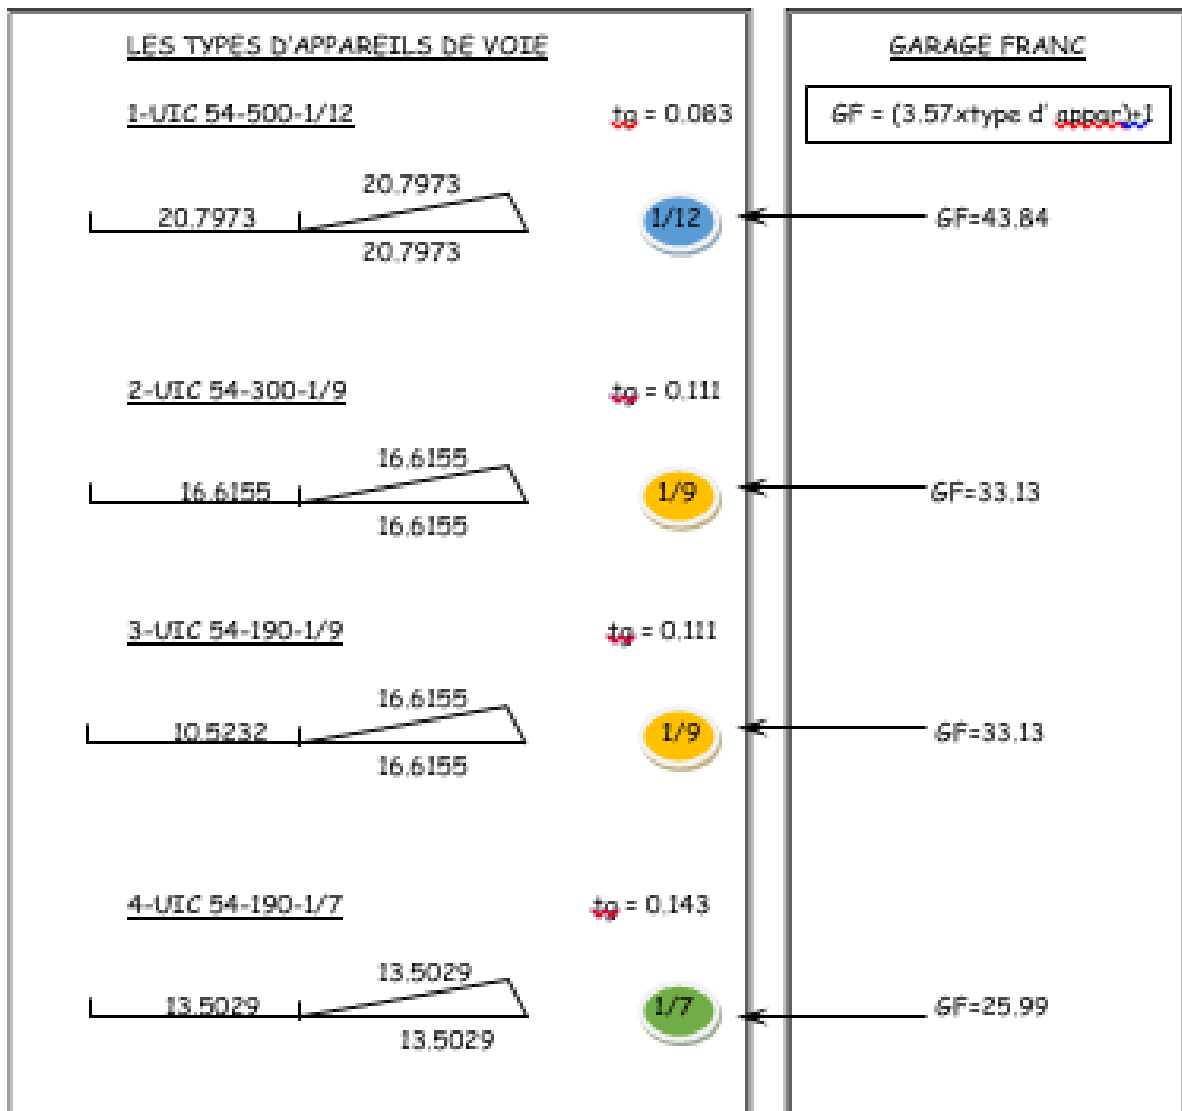 LES TYPES D'APPAREILS DE VOIE
GARAGE FRANC
1-UIC 54-500-1/12
tg = 0.083
GF = (3.57xtype d' appar)+1
20.7973
20.7973
20.7973
1/12
GF=43.84
2-UIC 54-300-1/9
tg = 0.111
16.6155
16.6155
16.6155
1/9
GF=33.13
3-UIC 54-190-1/9
tg = 0.111
16.6155
10.5232
16.6155
1/9
GF=33.13
4-UIC 54-190-1/7
tg = 0.143
13.5029
13.5029
13.5029
1/7
GF=25.99